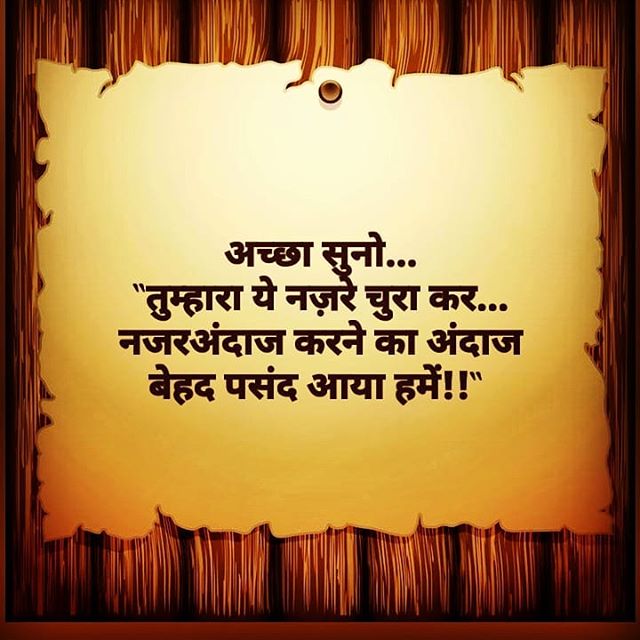 अच्छा सुनो...
"तुम्हारा ये नज़रे चुरा कर...
नजरअंदाज करने का अंदाज
बेहद पसंद आया हमें!!"